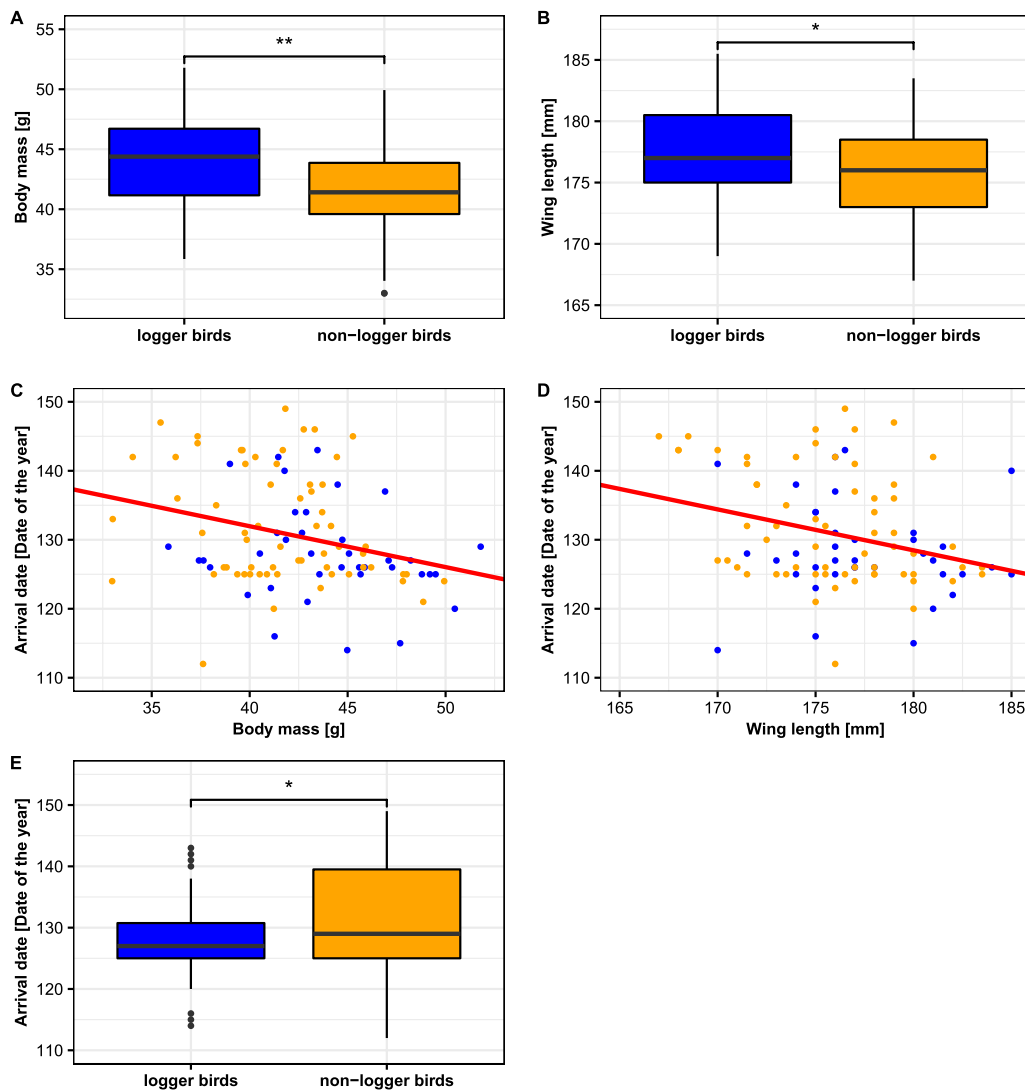 A
Body mass [g]
55
50
45
40
35
**
logger birds
non−logger birds
B
Wing length [mm]
185
180
175
170
165
*
logger birds
non−logger birds
C
Arrival date [Date of the year]
150
140
130
120
110
35
40
45
50
Body mass [g]
D
Arrival date [Date of the year]
150
140
130
120
110
165
170
175
180
185
Wing length [mm]
E
Arrival date [Date of the year]
150
140
130
120
110
*
logger birds
non−logger birds